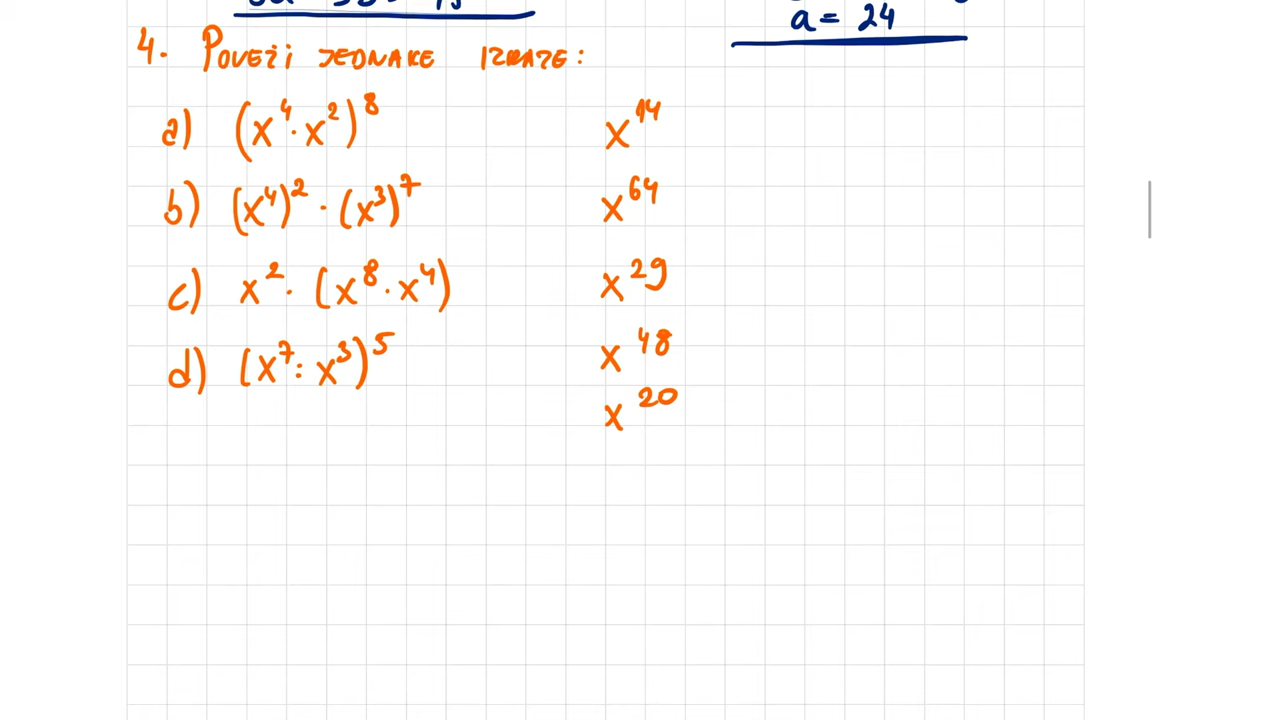 a = 24
4. POVEŽI JEDNAKE IZRAZE:
a) (x⁴ · x²)⁸ x¹⁴
b) (x⁴)² · (x³)⁷ x⁶⁴
c) x² · (x⁸ · x⁴) x²⁹
d) (x⁷ : x³)⁵ x⁴⁸
x²⁰